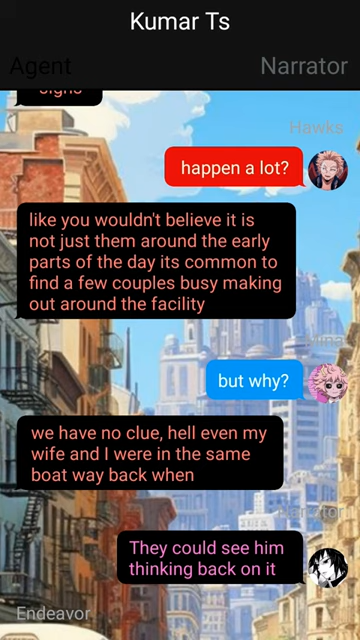 Kumar Ts
Agent
Narrator
signs
Hawks
happen a lot?
like you wouldn't believe it is
not just them around the early
parts of the day its common to
find a few couples busy making
out around the facility
Mina
but why?
we have no clue, hell even my
wife and I were in the same
boat way back when
Narrator
They could see him
thinking back on it
Endeavor